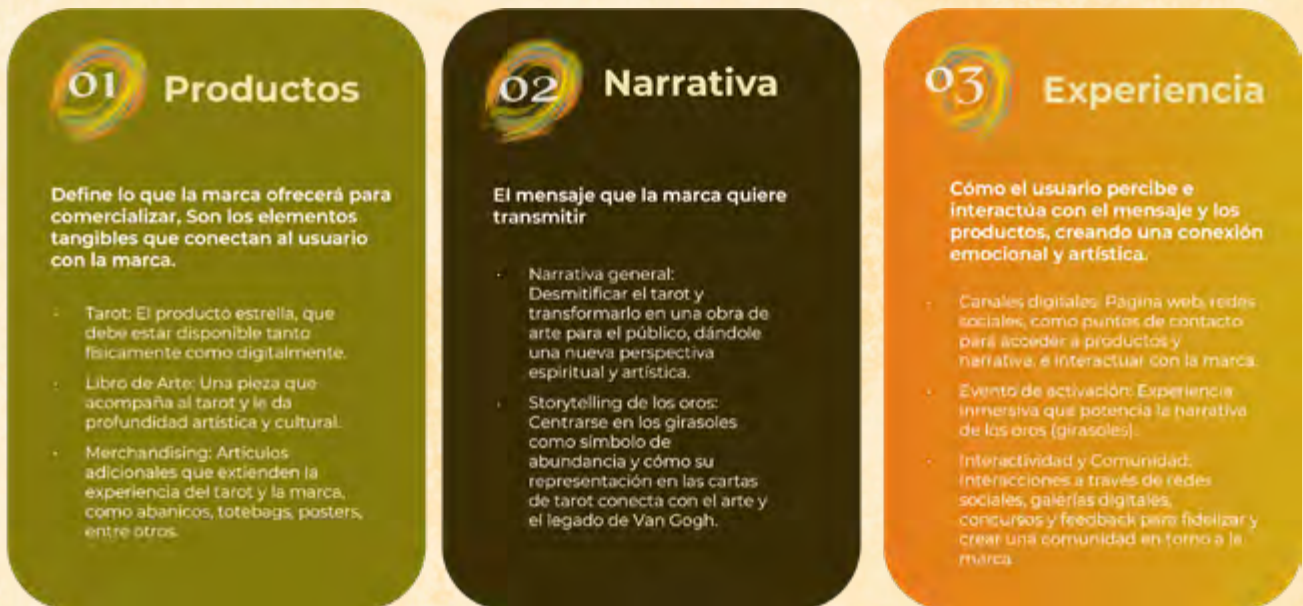 01 Productos
Define lo que la marca ofrecerá para
comercializar, Son los elementos
tangibles que conectan al usuario
con la marca.
· Tarot: El producto estrella, que
debe estar disponible tanto
físicamente como digitalmente.
· Libro de Arte: Una pieza que
acompaña al tarot y le da
profundidad artística y cultural.
· Merchandising: Artículos
adicionales que extienden la
experiencia del tarot y la marca,
como abanicos, totebags, posters,
entre otros.
02 Narrativa
El mensaje que la marca quiere
transmitir
· Narrativa general:
Desmitificar el tarot y
transformarlo en una obra de
arte para el público, dándole
una nueva perspectiva
espiritual y artística.
· Storytelling de los oros:
Centrarse en los girasoles
como símbolo de
abundancia y cómo su
representación en las cartas
de tarot conecta con el arte y
el legado de Van Gogh.
03 Experiencia
Cómo el usuario percibe e
interactúa con el mensaje y los
productos, creando una conexión
emocional y artística.
· Canales digitales: Página web, redes
sociales, como puntos de contacto
para acceder a productos y
narrativa, e interactuar con la marca.
· Evento de activación: Experiencia
inmersiva que potencia la narrativa
de los oros (girasoles).
· Interactividad y Comunidad:
Interacciones a través de redes
sociales, galerías digitales,
concursos y feedback para fidelizar y
crear una comunidad en torno a la
marca